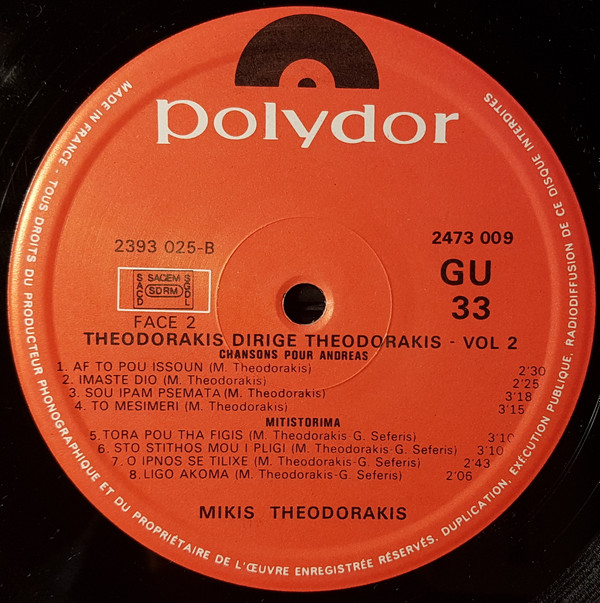 polydor
MADE IN FRANCE - TOUS DROITS DU PRODUCTEUR PHONOGRAPHIQUE ET DU PROPRIÉTAIRE DE L'ŒUVRE ENREGISTRÉE RÉSERVÉS. DUPLICATION, EXÉCUTION PUBLIQUE, RADIODIFFUSION DE CE DISQUE INTERDITES
2393 025-B
2473 009
GU
33
SACD SACEM SDRM SGDL
FACE 2
THEODORAKIS DIRIGE THEODORAKIS - VOL 2
CHANSONS POUR ANDREAS
1. AF TO POU ISSOUN (M. Theodorakis) 2'30
2. IMASTE DIO (M. Theodorakis) 2'25
3. SOU IPAM PSEMATA (M. Theodorakis) 3'18
4. TO MESIMERI (M. Theodorakis) 3'15
MITISTORIMA
5. TORA POU THA FIGIS (M. Theodorakis-G. Seferis) 3'10
6. STO STITHOS MOU I PLIGI (M. Theodorakis-G. Seferis) 3'10
7. O IPNOS SE TILIXE (M. Theodorakis-G. Seferis) 2'43
8. LIGO AKOMA (M. Theodorakis-G. Seferis) 2'06
MIKIS THEODORAKIS